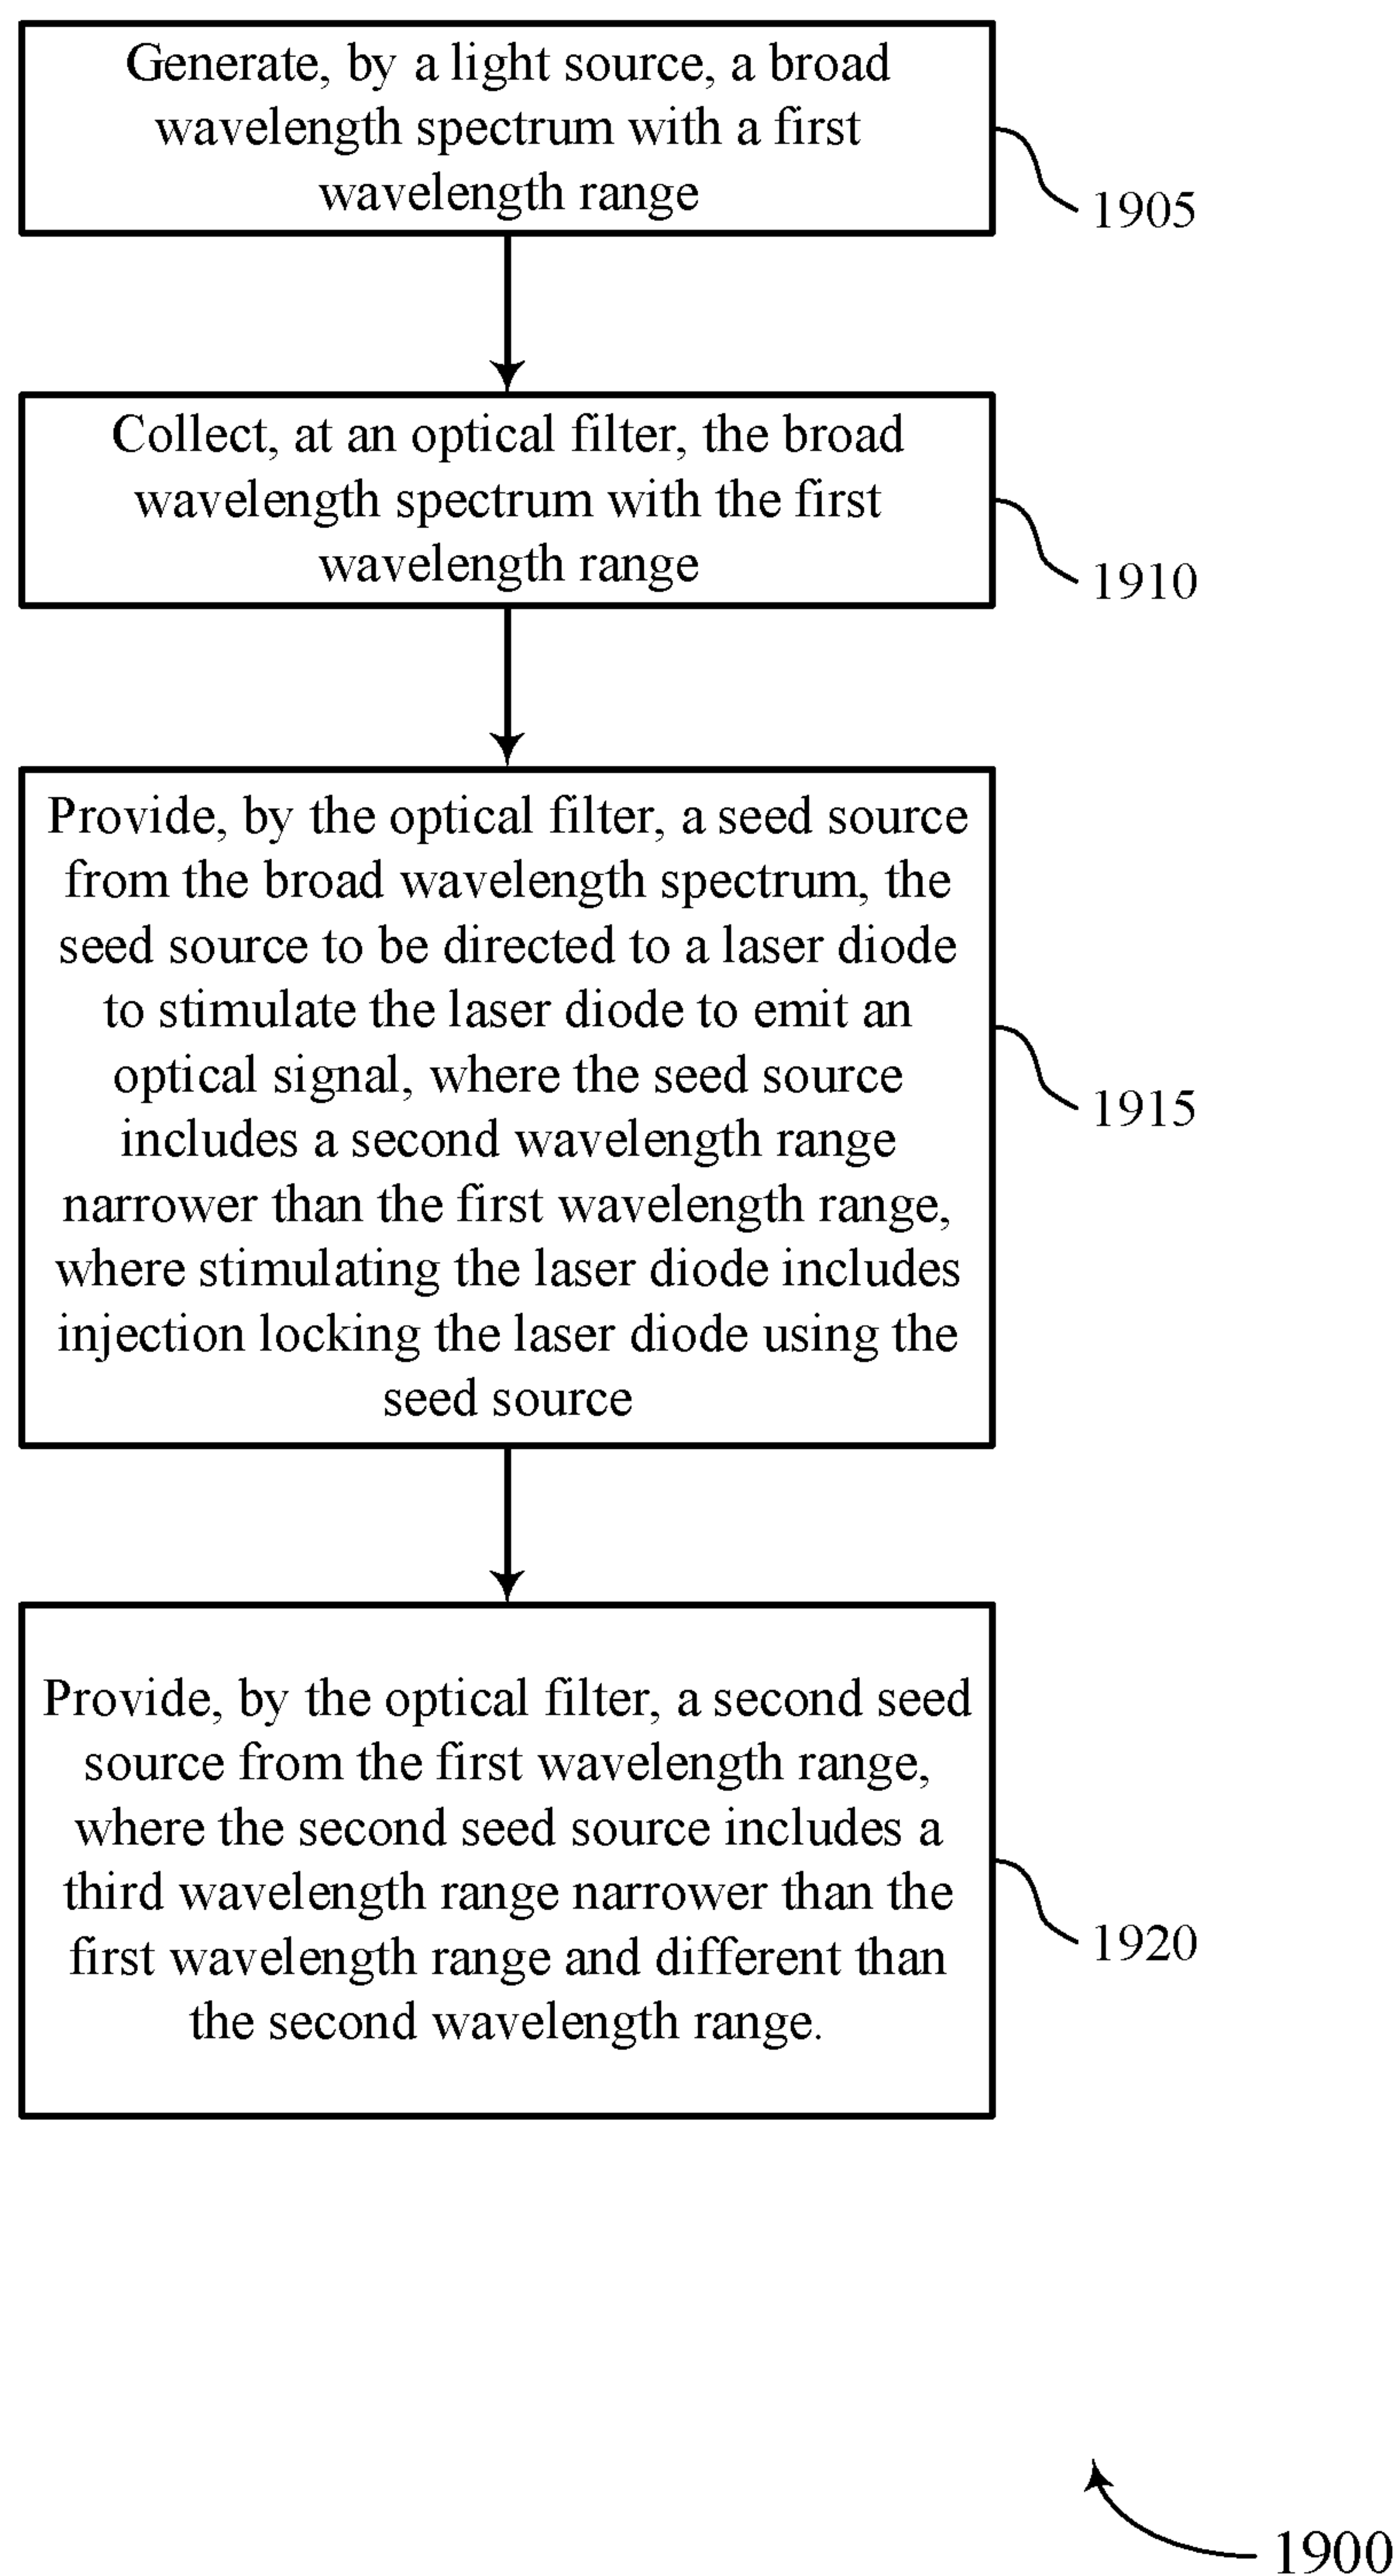 Generate, by a light source, a broad
wavelength spectrum with a first
wavelength range
1905
Collect, at an optical filter, the broad
wavelength spectrum with the first
wavelength range
1910
Provide, by the optical filter, a seed source
from the broad wavelength spectrum, the
seed source to be directed to a laser diode
to stimulate the laser diode to emit an
optical signal, where the seed source
includes a second wavelength range
narrower than the first wavelength range,
where stimulating the laser diode includes
injection locking the laser diode using the
seed source
1915
Provide, by the optical filter, a second seed
source from the first wavelength range,
where the second seed source includes a
third wavelength range narrower than the
first wavelength range and different than
the second wavelength range.
1920
1900